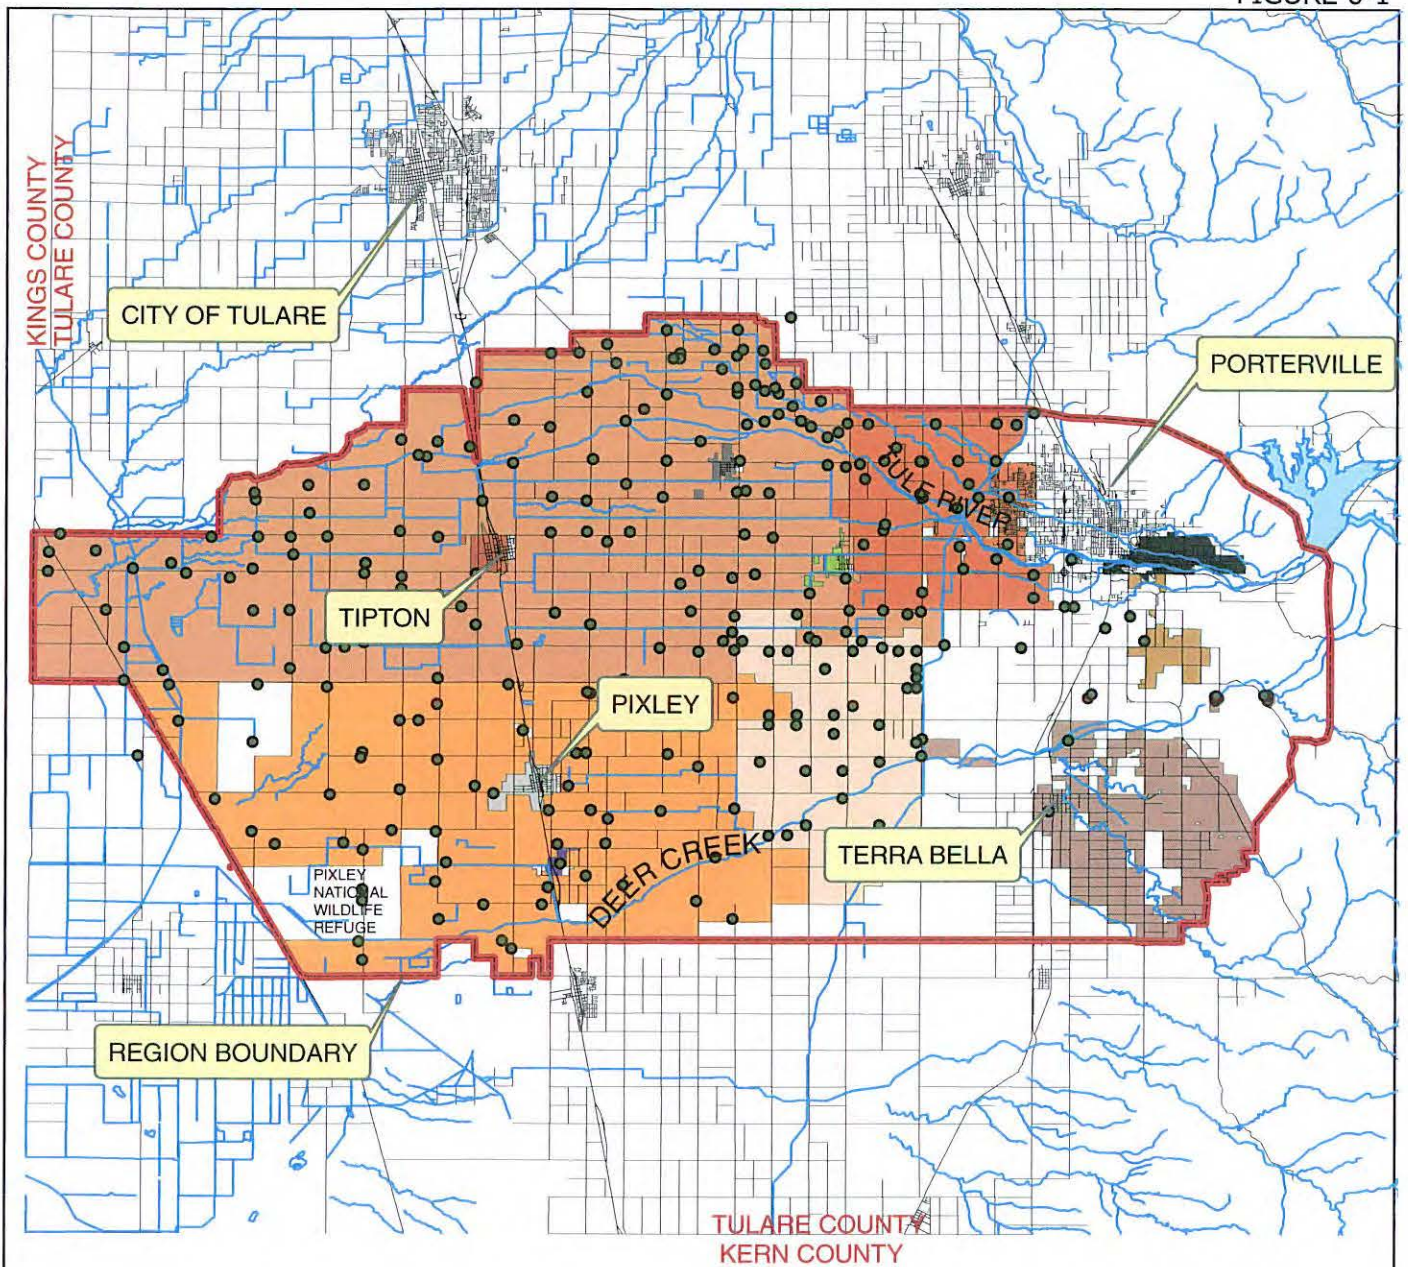 KINGS COUNTY
TULARE COUNTY
CITY OF TULARE
PORTERVILLE
TULE RIVER
TIPTON
PIXLEY
DEER CREEK
TERRA BELLA
PIXLEY
NATIONAL
WILDLIFE
REFUGE
REGION BOUNDARY
TULARE COUNTY
KERN COUNTY